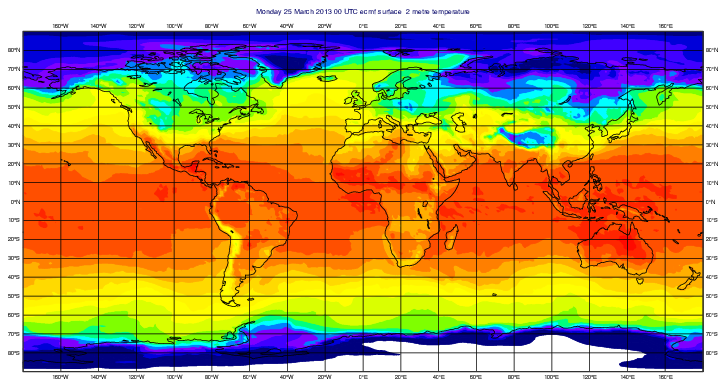 Monday 25 March 2013 00 UTC ecmf surface 2 metre temperature
160°W 140°W 120°W 100°W 80°W 60°W 40°W 20°W 0°E 20°E 40°E 60°E 80°E 100°E 120°E 140°E 160°E
80°N 80°N
70°N 70°N
60°N 60°N
50°N 50°N
40°N 40°N
30°N 30°N
20°N 20°N
10°N 10°N
0°N 0°N
10°S 10°S
20°S 20°S
30°S 30°S
40°S 40°S
50°S 50°S
60°S 60°S
70°S 70°S
80°S 80°S
160°W 140°W 120°W 100°W 80°W 60°W 40°W 20°W 0°E 20°E 40°E 60°E 80°E 100°E 120°E 140°E 160°E